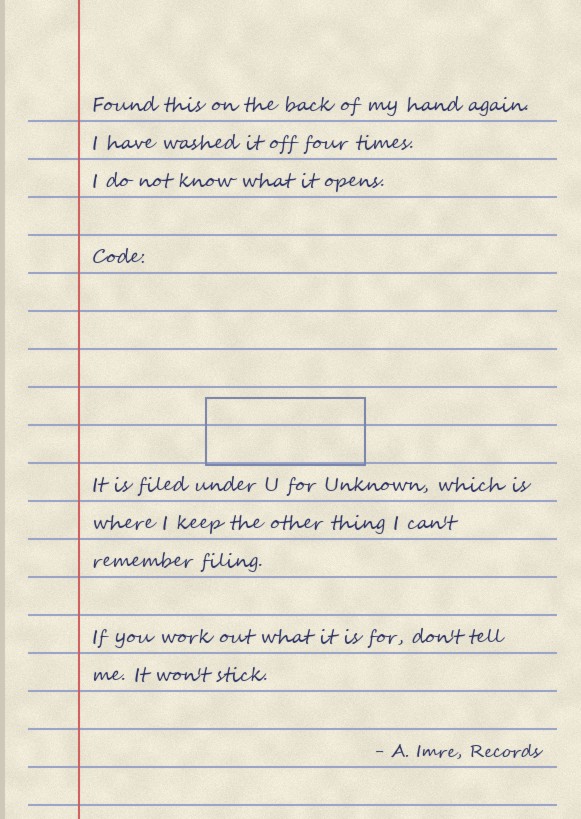 Found this on the back of my hand again.
I have washed it off four times.
I do not know what it opens.
Code:
It is filed under U for Unknown, which is
where I keep the other thing I can't
remember filing.
If you work out what it is for, don't tell
me. It won't stick.
- A. Imre, Records